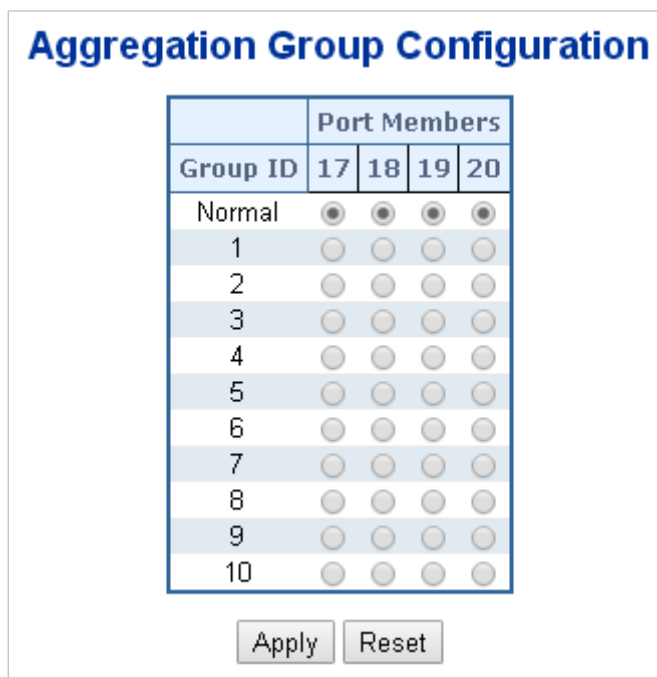 Aggregation Group Configuration
Port Members
Group ID 17 18 19 20
Normal
1
2
3
4
5
6
7
8
9
10
Apply Reset